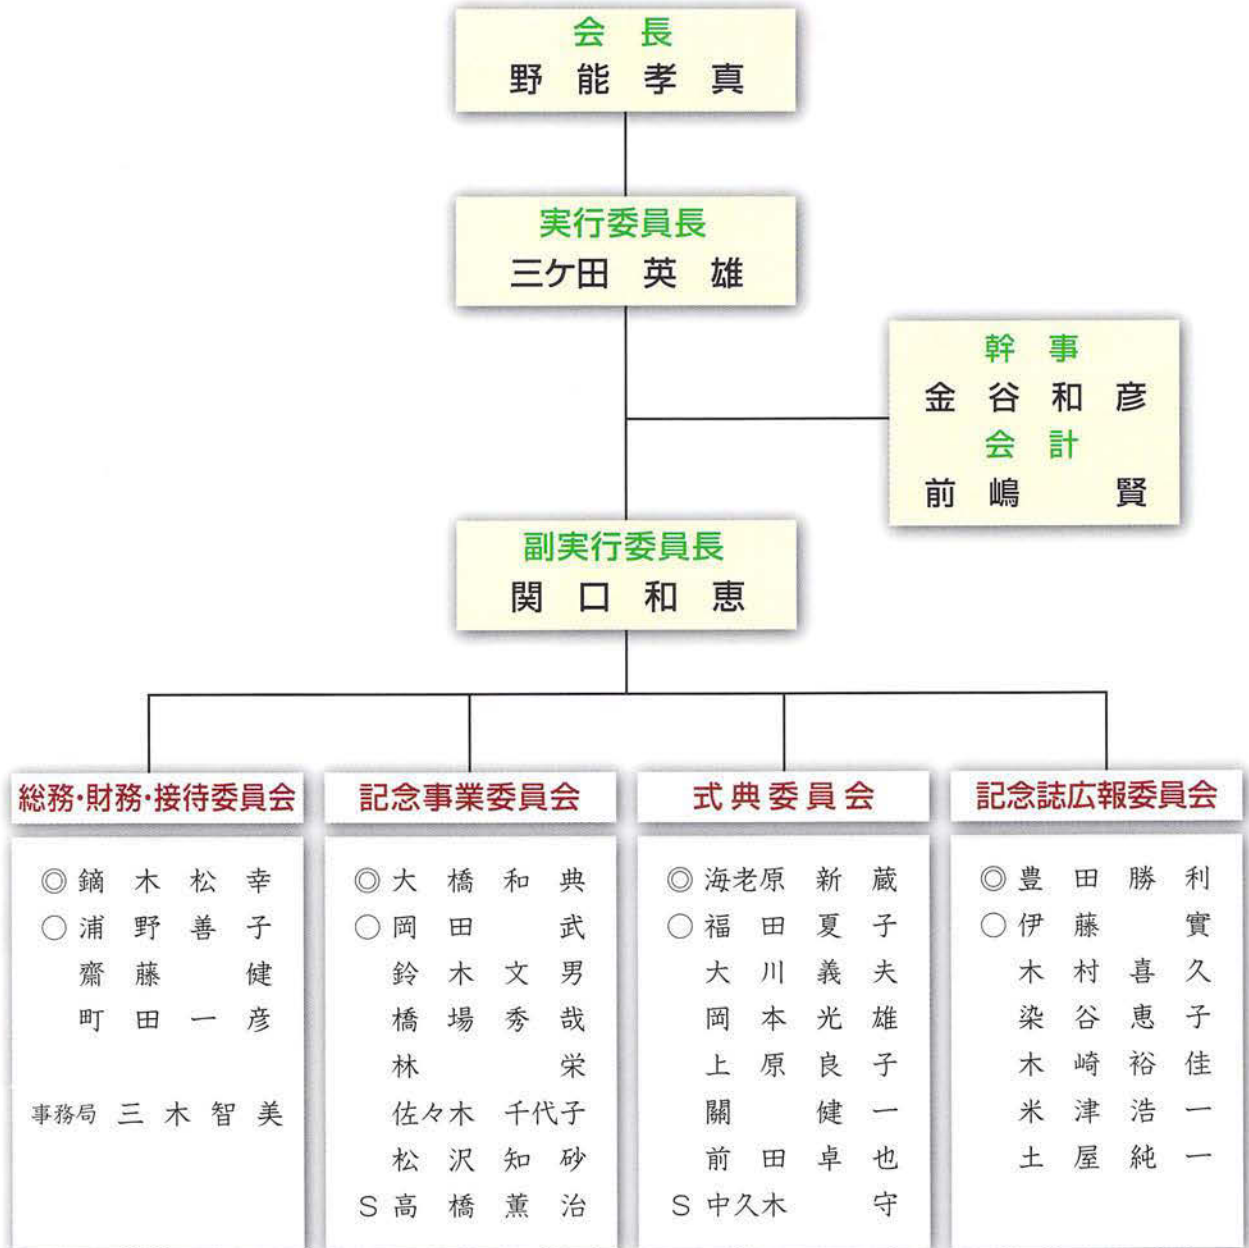 会長
野能孝真
実行委員長
三ケ田英雄
幹事
金谷和彦
会計
前嶋賢
副実行委員長
関口和恵
総務・財務・接待委員会
◎鏑木松幸
○浦野善子
齋藤健
町田一彦
事務局 三木智美
記念事業委員会
◎大橋和典
○岡田武
鈴木文男
橋場秀哉
林栄
佐々木千代子
松沢知砂
S高橋薫治
式典委員会
◎海老原新蔵
○福田夏子
大川義夫
岡本光雄
上原良子
關健一
前田卓也
S中久木守
記念誌広報委員会
◎豊田勝利
○伊藤實
木村喜久
染谷恵子
木崎裕佳
米津浩一
土屋純一